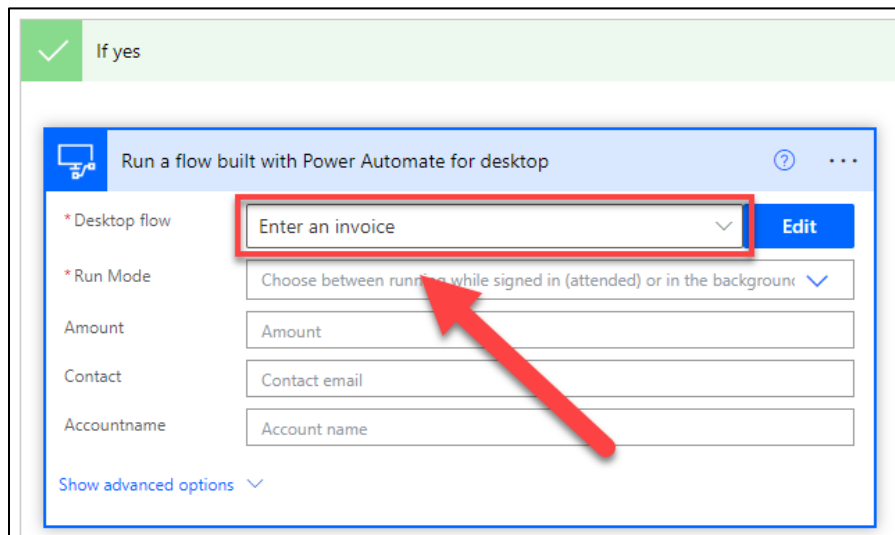 If yes
Run a flow built with Power Automate for desktop
* Desktop flow
Enter an invoice
Edit
* Run Mode
Choose between running while signed in (attended) or in the background
Amount
Amount
Contact
Contact email
Accountname
Account name
Show advanced options